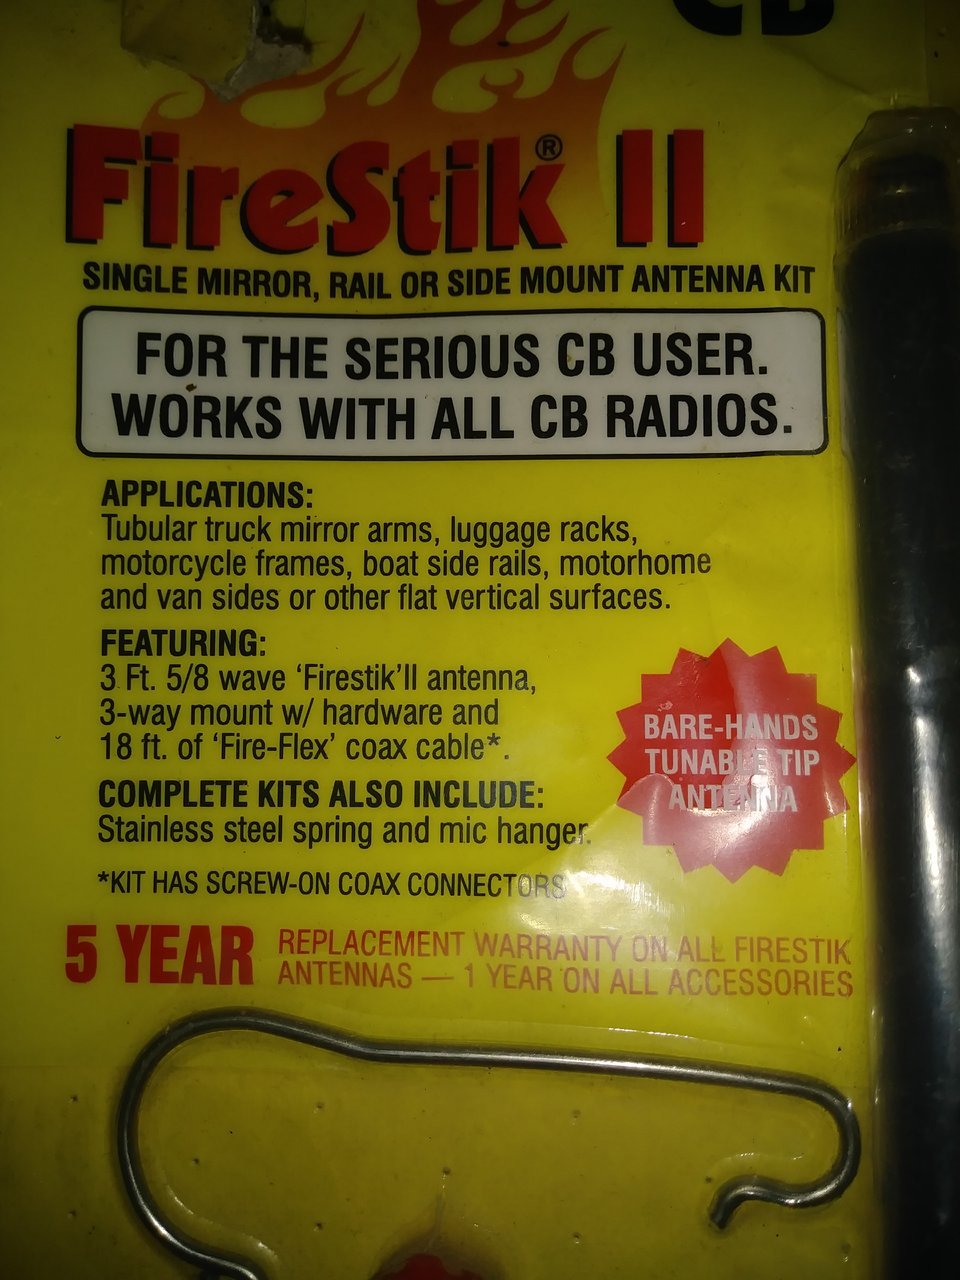 CB
FireStik® II
SINGLE MIRROR, RAIL OR SIDE MOUNT ANTENNA KIT
FOR THE SERIOUS CB USER.
WORKS WITH ALL CB RADIOS.
APPLICATIONS:
Tubular truck mirror arms, luggage racks,
motorcycle frames, boat side rails, motorhome
and van sides or other flat vertical surfaces.
FEATURING:
3 Ft. 5/8 wave ‘Firestik’II antenna,
3-way mount w/ hardware and
18 ft. of ‘Fire-Flex’ coax cable*.
BARE-HANDS
TUNABLE TIP
ANTENNA
COMPLETE KITS ALSO INCLUDE:
Stainless steel spring and mic hanger.
*KIT HAS SCREW-ON COAX CONNECTORS
5 YEAR REPLACEMENT WARRANTY ON ALL FIRESTIK
ANTENNAS — 1 YEAR ON ALL ACCESSORIES